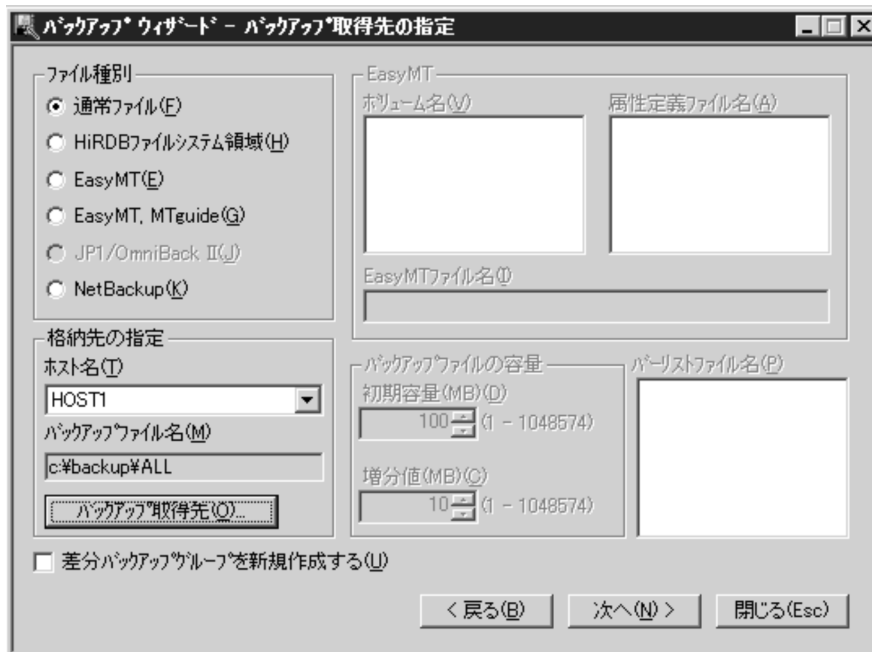 バックアップ ウィザード - バックアップ取得先の指定
ファイル種別
通常ファイル(F)
HiRDBファイルシステム領域(H)
EasyMT(E)
EasyMT, MTguide(G)
JP1/OmniBack II(J)
NetBackup(K)
格納先の指定
ホスト名(T)
HOST1
バックアップファイル名(M)
c:¥backup¥ALL
バックアップ取得先(O)...
EasyMT
ボリューム名(V)
属性定義ファイル名(A)
EasyMTファイル名(I)
バックアップファイルの容量
初期容量(MB)(D)
100 (1 - 1048574)
増分値(MB)(C)
10 (1 - 1048574)
バーリストファイル名(P)
差分バックアップグループを新規作成する(U)
< 戻る(B)
次へ(N) >
閉じる(Esc)